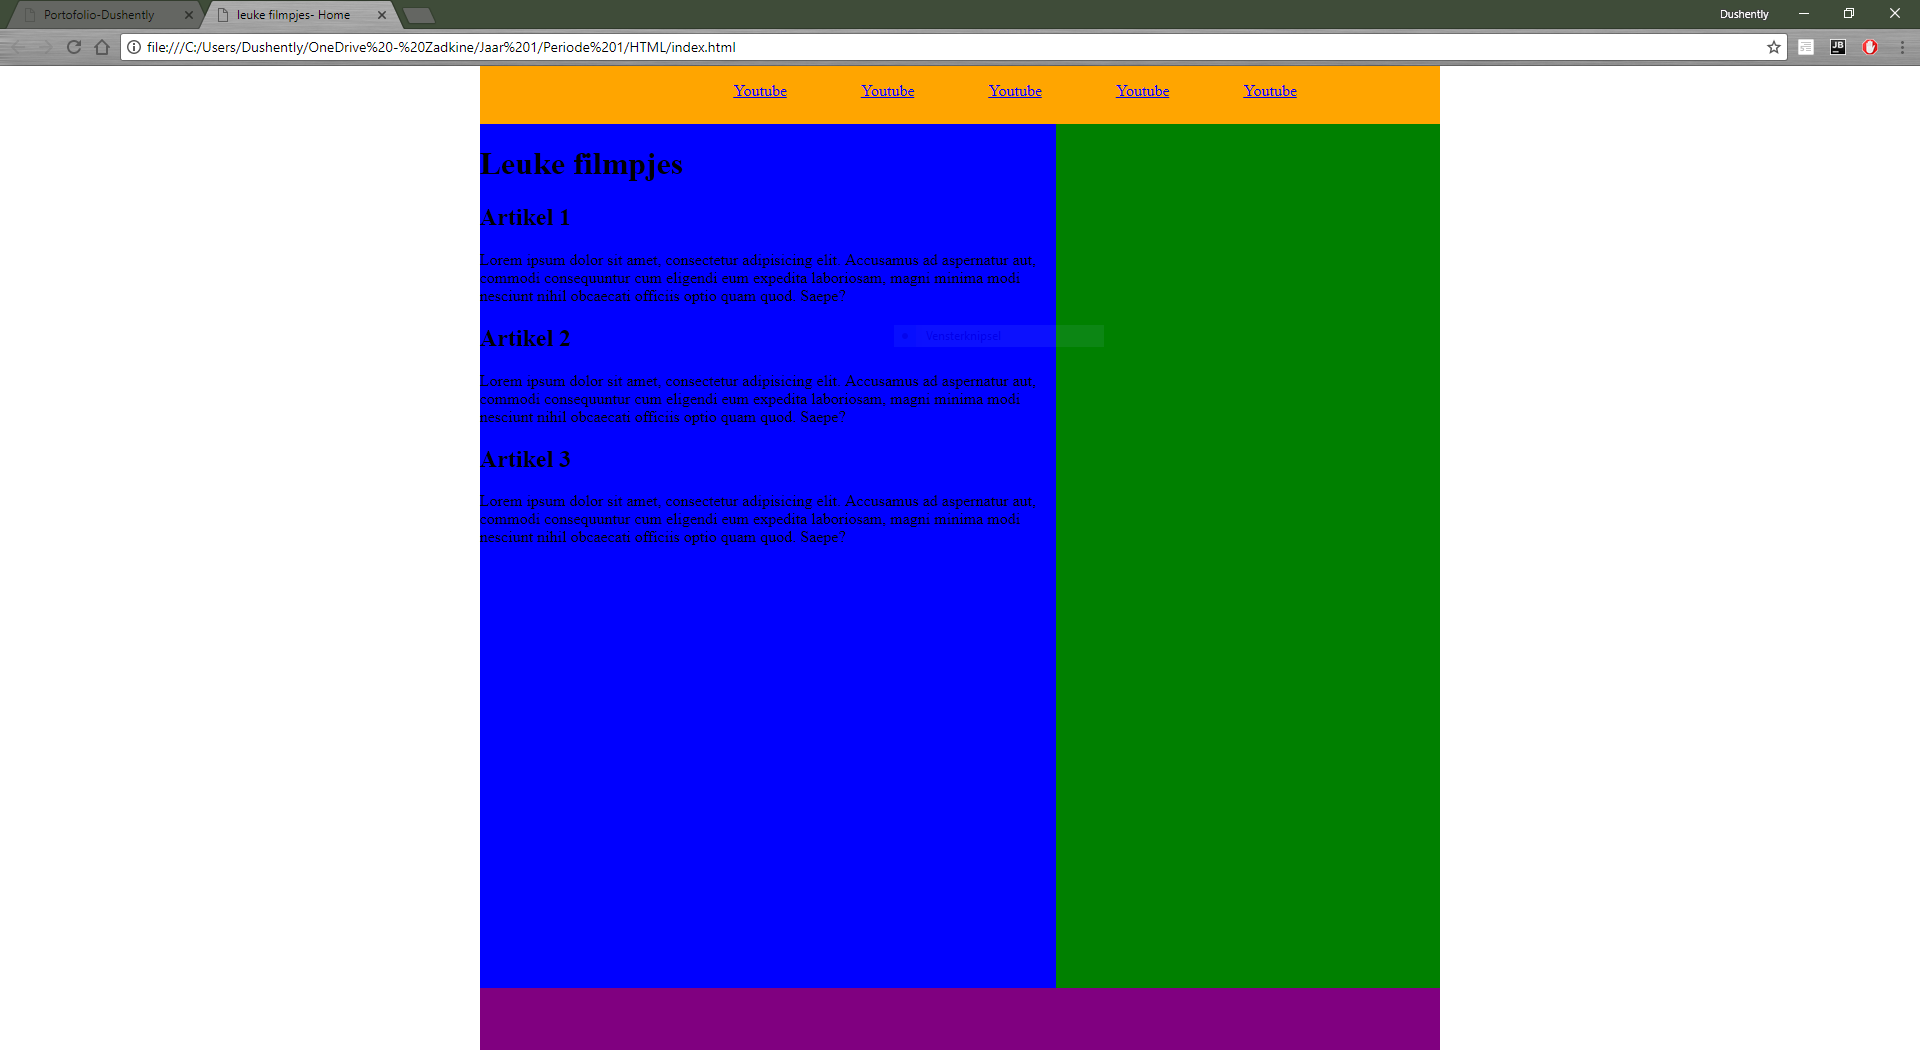 Portofolio-Dushently
leuke filmpjes- Home
Dushently
file:///C:/Users/Dushently/OneDrive%20-%20Zadkine/Jaar%201/Periode%201/HTML/index.html
JB
Youtube Youtube Youtube Youtube Youtube
Leuke filmpjes
Artikel 1
Lorem ipsum dolor sit amet, consectetur adipisicing elit. Accusamus ad aspernatur aut,
commodi consequuntur cum eligendi eum expedita laboriosam, magni minima modi
nesciunt nihil obcaecati officiis optio quam quod. Saepe?
Vensterknipsel
Artikel 2
Lorem ipsum dolor sit amet, consectetur adipisicing elit. Accusamus ad aspernatur aut,
commodi consequuntur cum eligendi eum expedita laboriosam, magni minima modi
nesciunt nihil obcaecati officiis optio quam quod. Saepe?
Artikel 3
Lorem ipsum dolor sit amet, consectetur adipisicing elit. Accusamus ad aspernatur aut,
commodi consequuntur cum eligendi eum expedita laboriosam, magni minima modi
nesciunt nihil obcaecati officiis optio quam quod. Saepe?